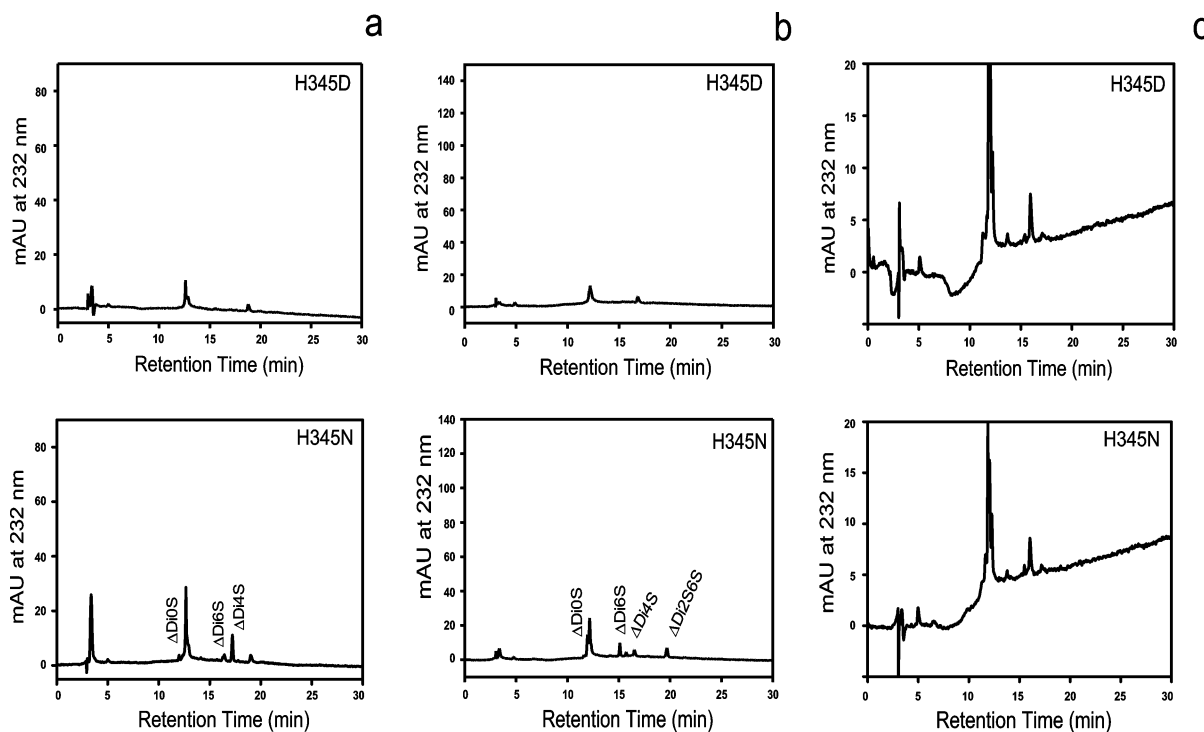 a
b
c
H345D
80
60
40
20
0
mAU at 232 nm
0 5 10 15 20 25 30
Retention Time (min)
H345D
140
120
100
80
60
40
20
0
mAU at 232 nm
0 5 10 15 20 25 30
Retention Time (min)
H345D
20
15
10
5
0
mAU at 232 nm
0 5 10 15 20 25 30
Retention Time (min)
H345N
80
60
40
20
0
mAU at 232 nm
ΔDi0S
ΔDi6S
ΔDi4S
0 5 10 15 20 25 30
Retention Time (min)
H345N
140
120
100
80
60
40
20
0
mAU at 232 nm
ΔDi0S
ΔDi6S
ΔDi4S
ΔDi2S6S
0 5 10 15 20 25 30
Retention Time (min)
H345N
20
15
10
5
0
mAU at 232 nm
0 5 10 15 20 25 30
Retention Time (min)